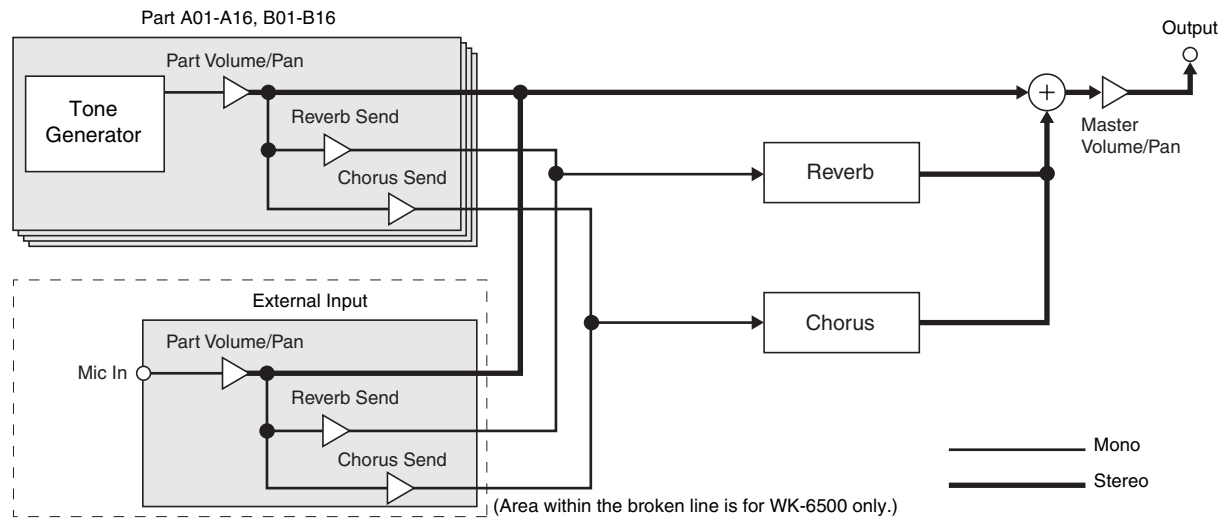 Part A01-A16, B01-B16
Output
Part Volume/Pan
Tone
Generator
Reverb Send
Chorus Send
+
Master
Volume/Pan
Reverb
External Input
Part Volume/Pan
Mic In
Reverb Send
Chorus Send
Chorus
Mono
Stereo
(Area within the broken line is for WK-6500 only.)